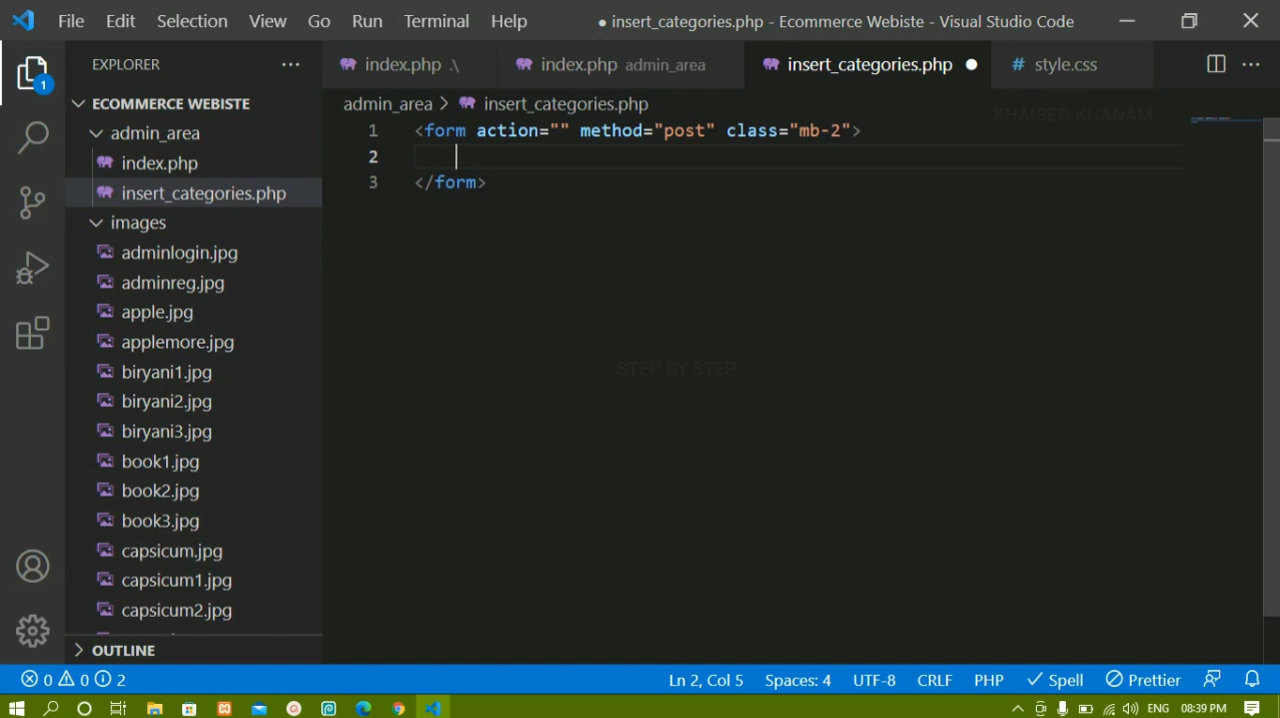 File Edit Selection View Go Run Terminal Help ● insert_categories.php - Ecommerce Webiste - Visual Studio Code
EXPLORER ...
index.php .\ index.php admin_area insert_categories.php ● # style.css ...
1
ECOMMERCE WEBISTE
admin_area
index.php
insert_categories.php
images
adminlogin.jpg
adminreg.jpg
apple.jpg
applemore.jpg
biryani1.jpg
biryani2.jpg
biryani3.jpg
book1.jpg
book2.jpg
book3.jpg
capsicum.jpg
capsicum1.jpg
capsicum2.jpg
OUTLINE
admin_area > insert_categories.php
KHAISER KHANAM
1 <form action="" method="post" class="mb-2">
2
3 </form>
STEP BY STEP
0 0 2 Ln 2, Col 5 Spaces: 4 UTF-8 CRLF PHP Spell Prettier
ENG 08:39 PM